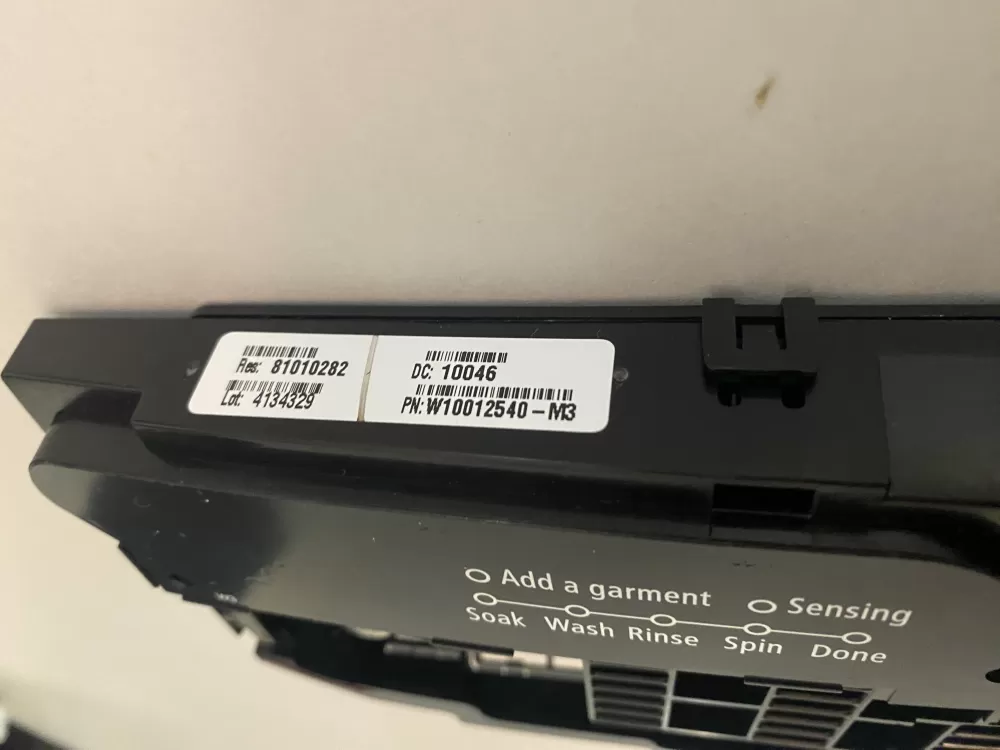 Res: 81010282
Lot: 4134329
DC: 10046
PN: W10012540-M3
Add a garment
Sensing
Soak Wash Rinse Spin Done